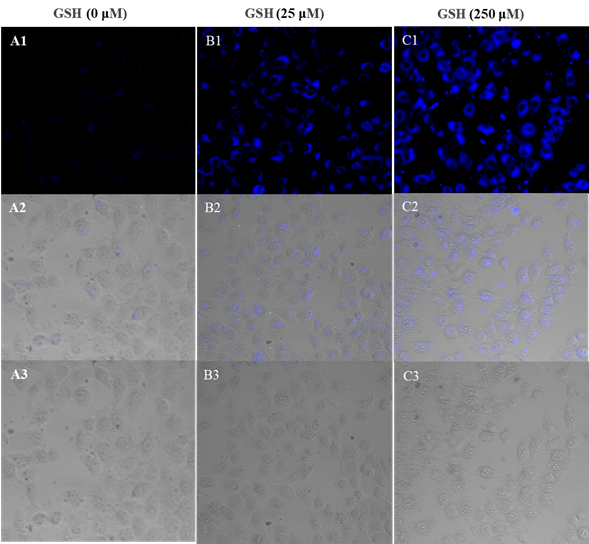 GSH (0 μM)
GSH (25 μM)
GSH (250 μM)
A1
B1
C1
A2
B2
C2
A3
B3
C3